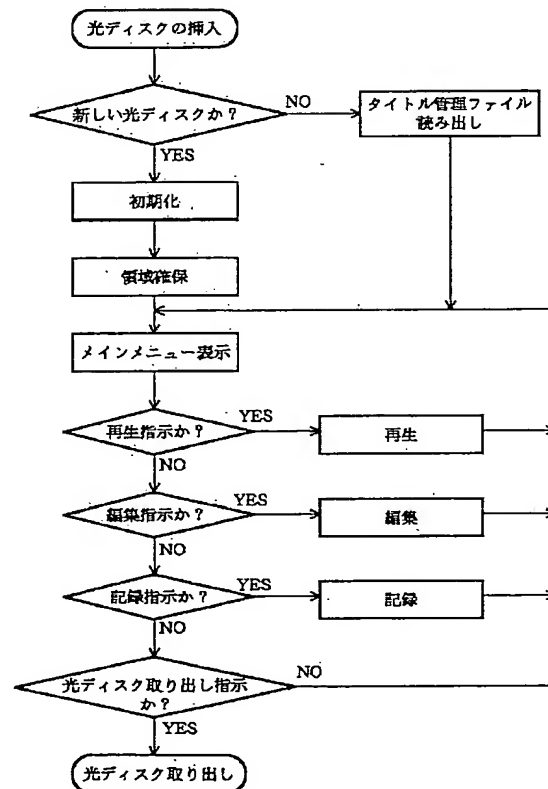 光ディスクの挿入
新しい光ディスクか?
NO
タイトル管理ファイル
読み出し
YES
初期化
領域確保
メインメニュー表示
再生指示か?
YES
再生
NO
編集指示か?
YES
編集
NO
記録指示か?
YES
記録
NO
光ディスク取り出し指示
か?
NO
YES
光ディスク取り出し